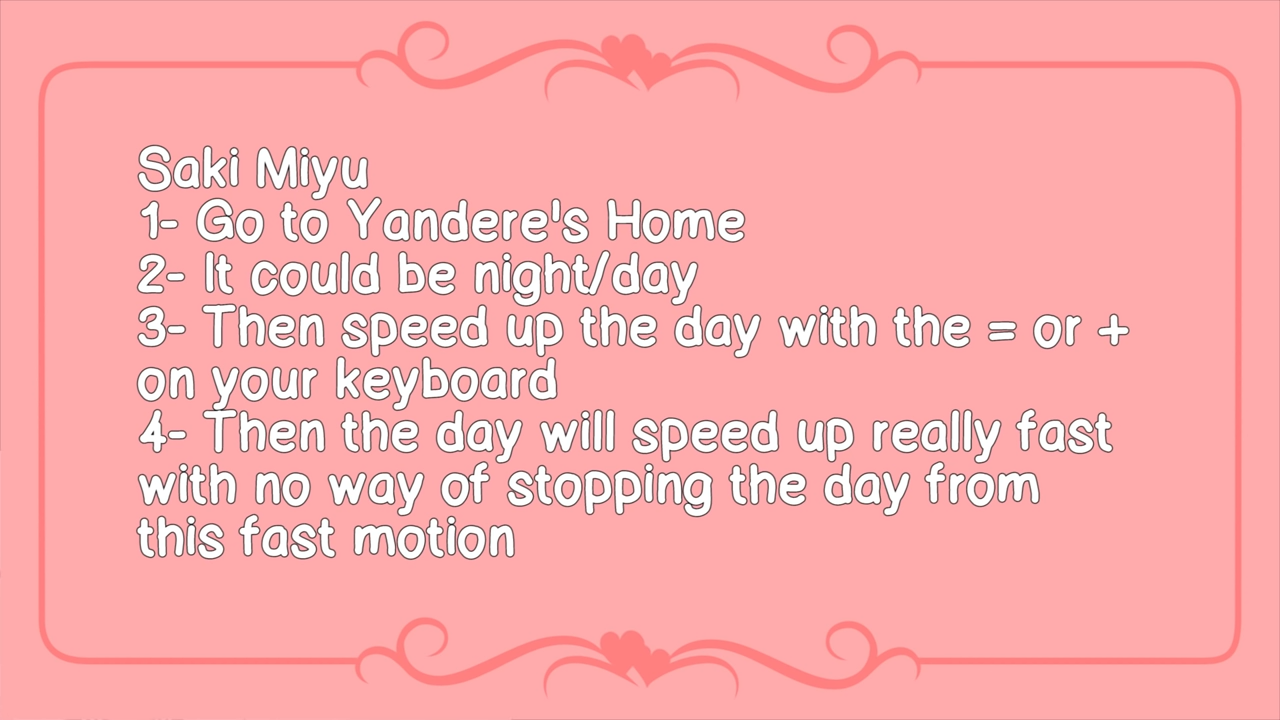 Saki Miyu
1- Go to Yandere's Home
2- It could be night/day
3- Then speed up the day with the = or +
on your keyboard
4- Then the day will speed up really fast
with no way of stopping the day from
this fast motion